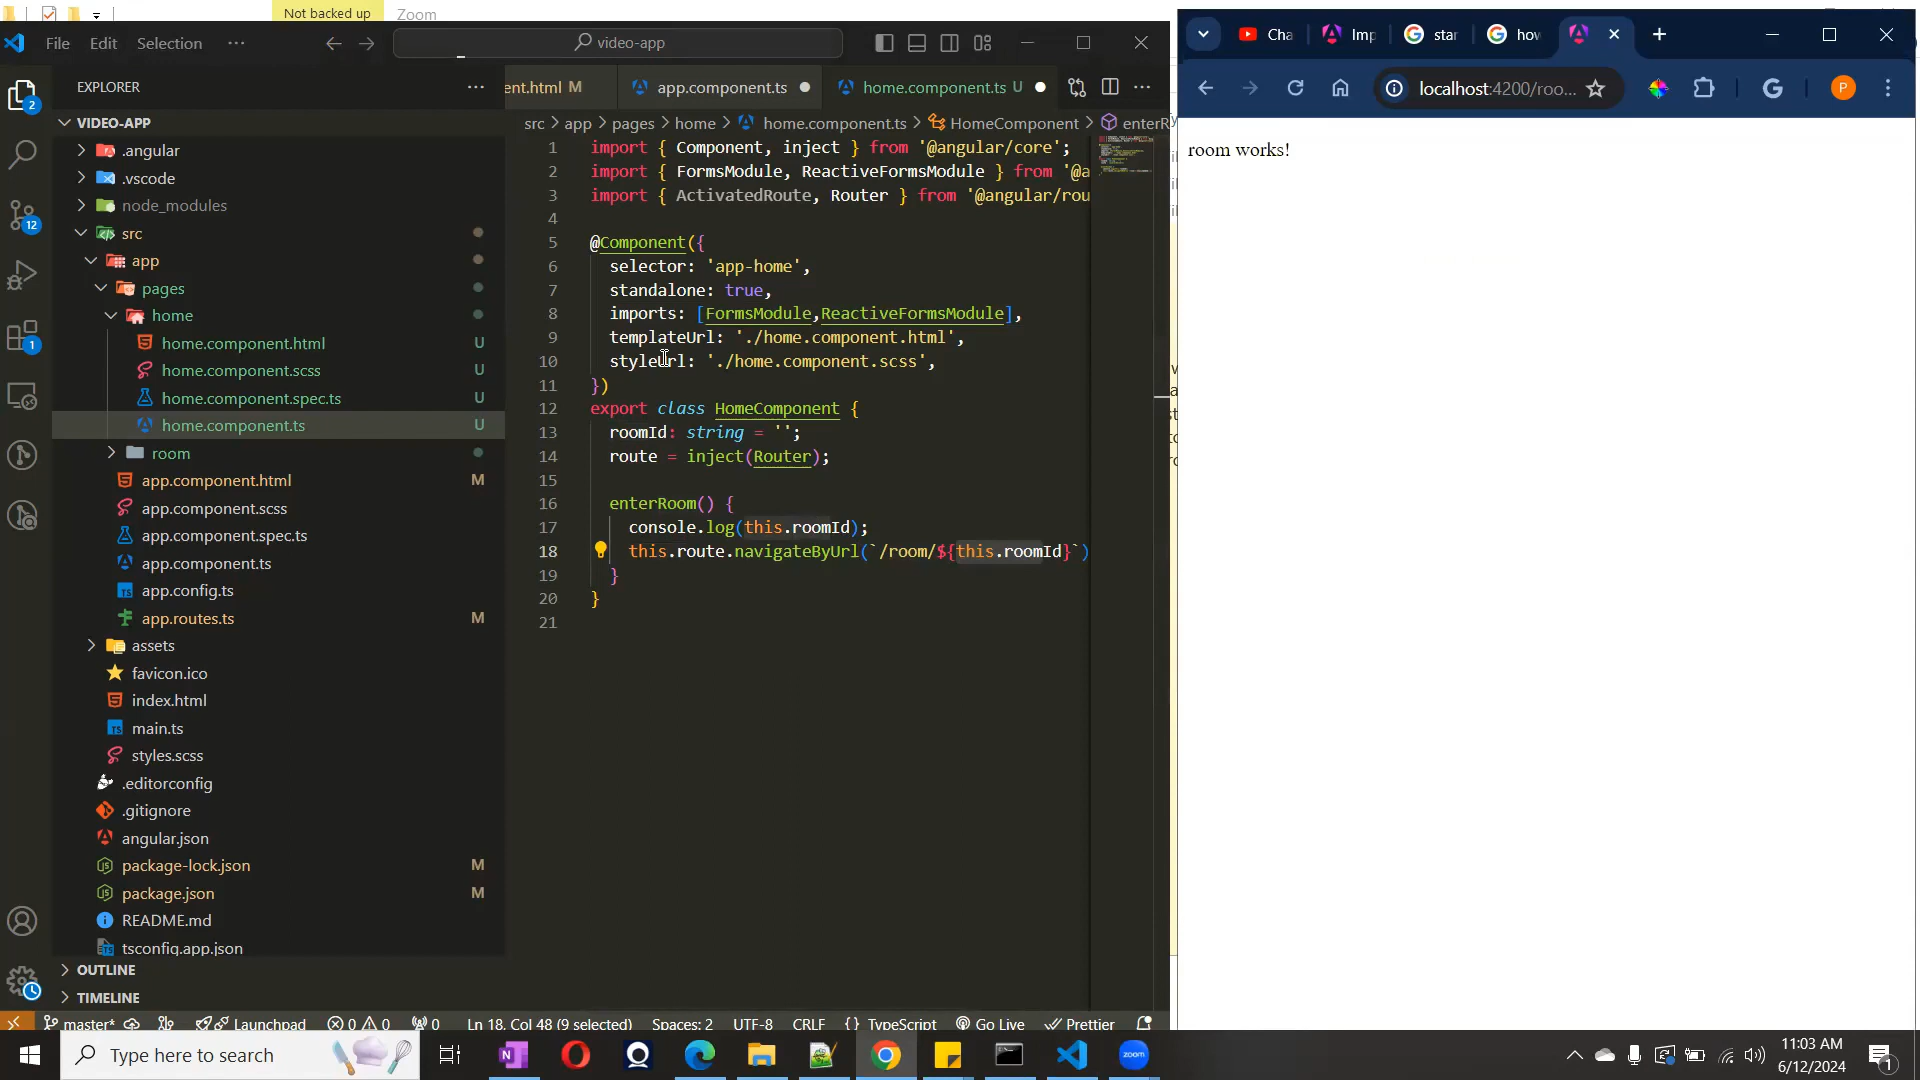 Not backed up
Zoom
File
Edit
Selection
video-app
Cha
Imp
star
how
localhost:4200/roo...
P
room works!
EXPLORER
VIDEO-APP
.angular
.vscode
node_modules
src
app
pages
home
home.component.html U
home.component.scss U
home.component.spec.ts U
home.component.ts U
room
app.component.html M
app.component.scss
app.component.spec.ts
app.component.ts
app.config.ts
app.routes.ts M
assets
favicon.ico
index.html
main.ts
styles.scss
.editorconfig
.gitignore
angular.json
package-lock.json M
package.json M
README.md
tsconfig.app.json
OUTLINE
TIMELINE
2
12
1
ent.html M
app.component.ts
home.component.ts U
src > app > pages > home > home.component.ts > HomeComponent > enterR
1 import { Component, inject } from '@angular/core';
2 import { FormsModule, ReactiveFormsModule } from '@a
3 import { ActivatedRoute, Router } from '@angular/rou
4
5 @Component({
6 selector: 'app-home',
7 standalone: true,
8 imports: [FormsModule,ReactiveFormsModule],
9 templateUrl: './home.component.html',
10 styleUrl: './home.component.scss',
11 })
12 export class HomeComponent {
13 roomId: string = '';
14 route = inject(Router);
15
16 enterRoom() {
17 console.log(this.roomId);
18 this.route.navigateByUrl(`/room/${this.roomId}`)
19 }
20 }
21
master*
Launchpad
0
0
0
Ln 18, Col 48 (9 selected)
Spaces: 2
UTF-8
CRLF
{} TypeScript
Go Live
Prettier
Type here to search
zoom
11:03 AM
6/12/2024
1